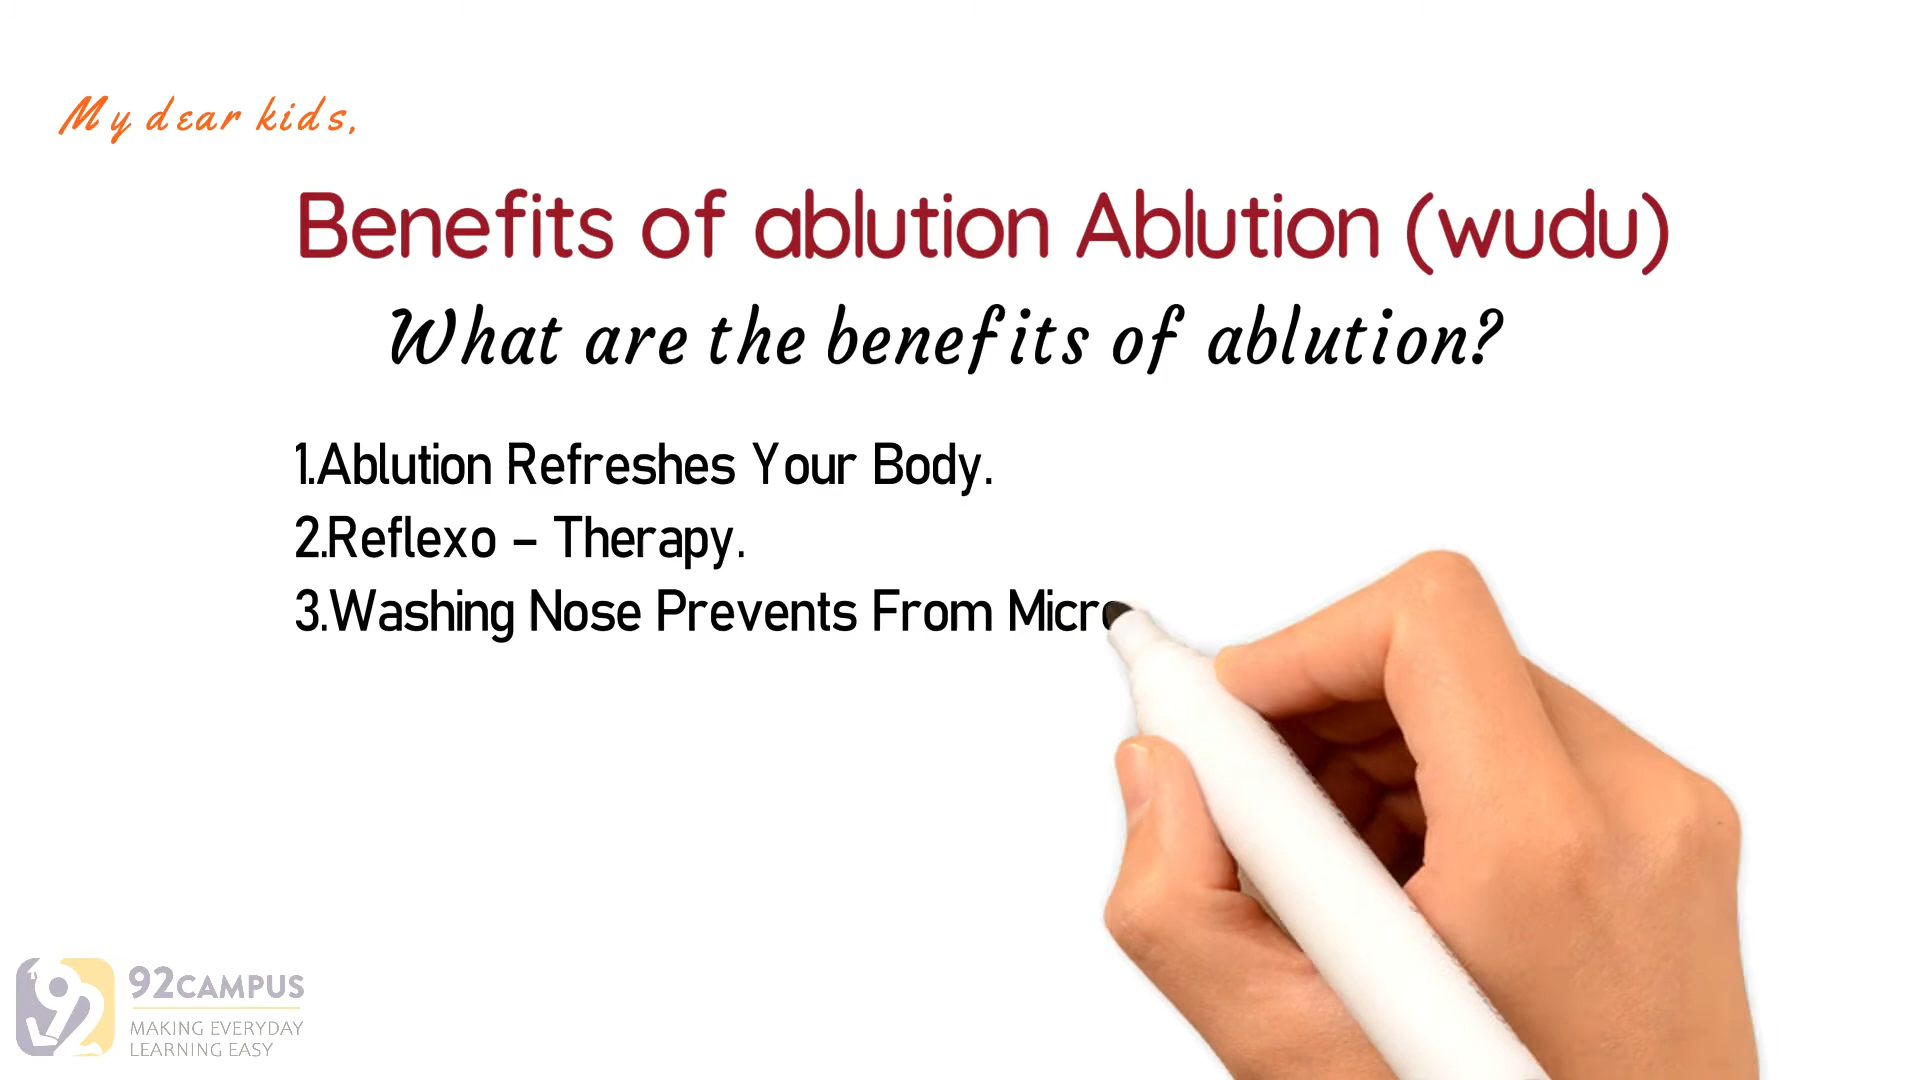 My dear kids,
Benefits of ablution Ablution (wudu)
What are the benefits of ablution?
1.Ablution Refreshes Your Body.
2.Reflexo – Therapy.
3.Washing Nose Prevents From Micro
92CAMPUS
MAKING EVERYDAY
LEARNING EASY